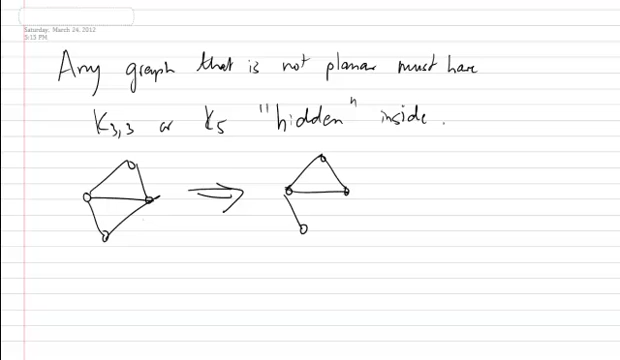 Saturday, March 24, 2012
5:15 PM
Any graph that is not planar must have
K3,3 or K5 "hidden" inside.